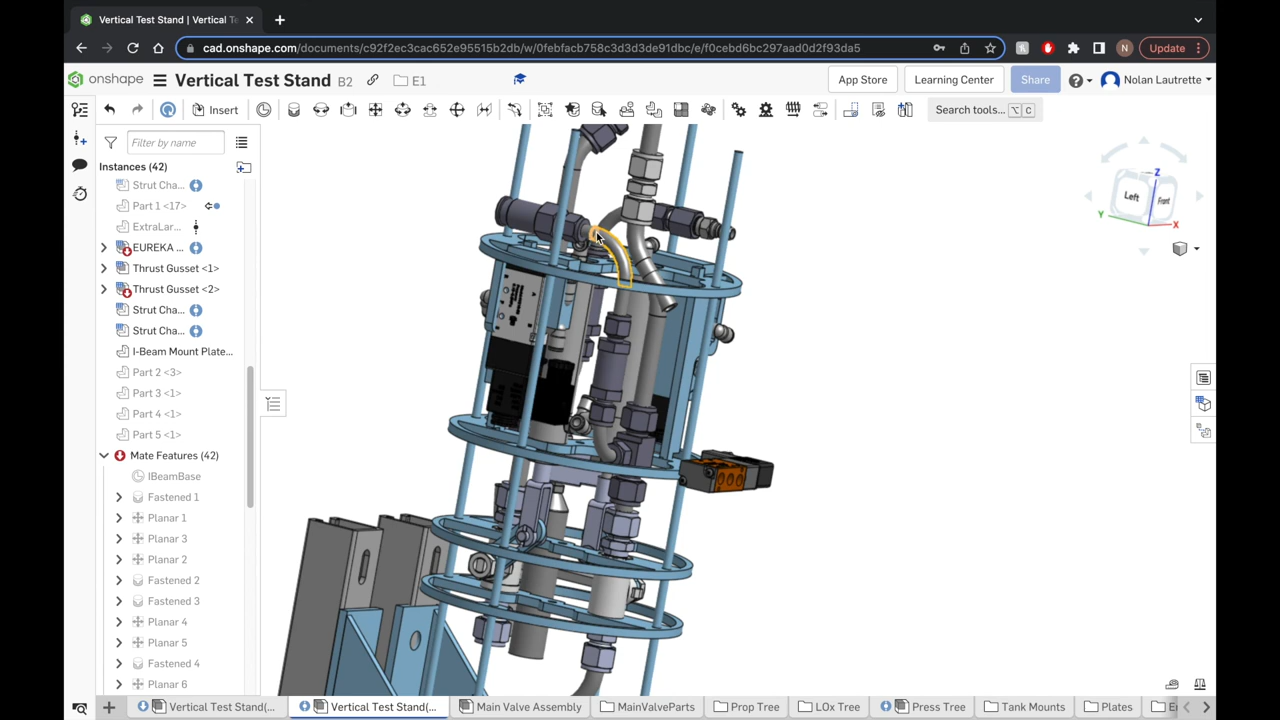 Vertical Test Stand | Vertical Te
cad.onshape.com/documents/c92f2ec3cac652e95515b2db/w/0febfacb758c3d3d3de91dbc/e/f0cebd6bc297aad0d2f93da5
N
Update
onshape
Vertical Test Stand B2
E1
App Store
Learning Center
Share
Nolan Lautrette
Insert
Search tools... ⌥ C
Filter by name
Instances (42)
Strut Cha...
Part 1 <17>
ExtraLar...
EUREKA ...
Thrust Gusset <1>
Thrust Gusset <2>
Strut Cha...
Strut Cha...
I-Beam Mount Plate...
Part 2 <3>
Part 3 <1>
Part 4 <1>
Part 5 <1>
Mate Features (42)
IBeamBase
Fastened 1
Planar 1
Planar 3
Planar 2
Fastened 2
Fastened 3
Planar 4
Planar 5
Fastened 4
Planar 6
Z
Left
Front
Y
X
Vertical Test Stand(...
Vertical Test Stand(...
Main Valve Assembly
MainValveParts
Prop Tree
LOx Tree
Press Tree
Tank Mounts
Plates